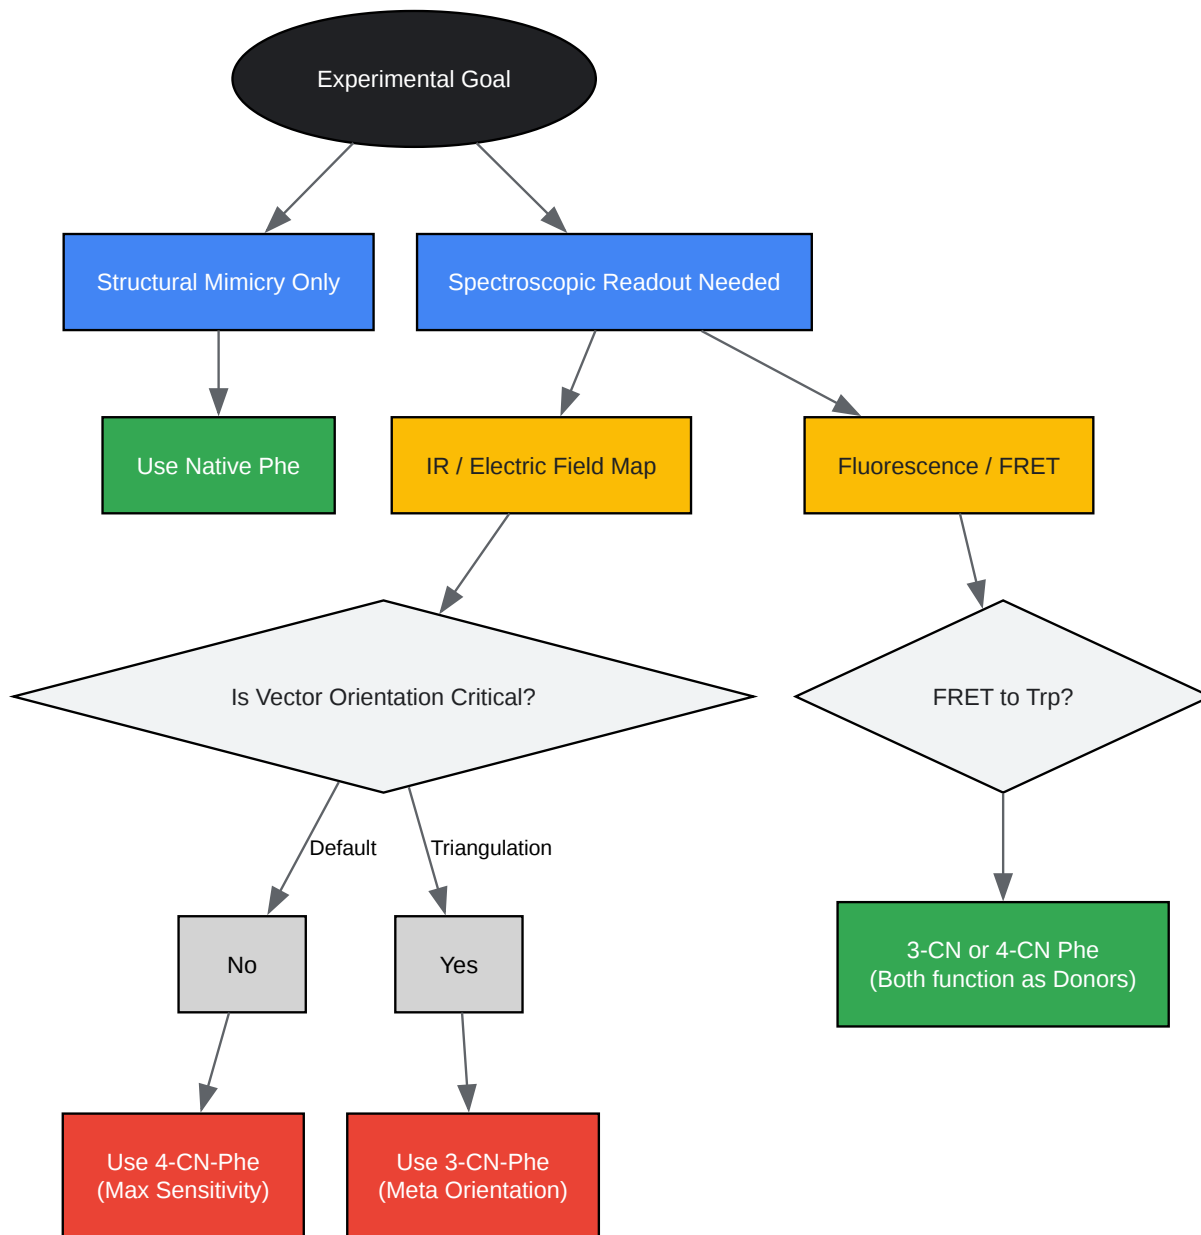 Experimental Goal
Structural Mimicry Only
Spectroscopic Readout Needed
Use Native Phe
IR / Electric Field Map
Fluorescence / FRET
Is Vector Orientation Critical?
FRET to Trp?
Default
Triangulation
No
Yes
3-CN or 4-CN Phe
(Both function as Donors)
Use 4-CN-Phe
(Max Sensitivity)
Use 3-CN-Phe
(Meta Orientation)